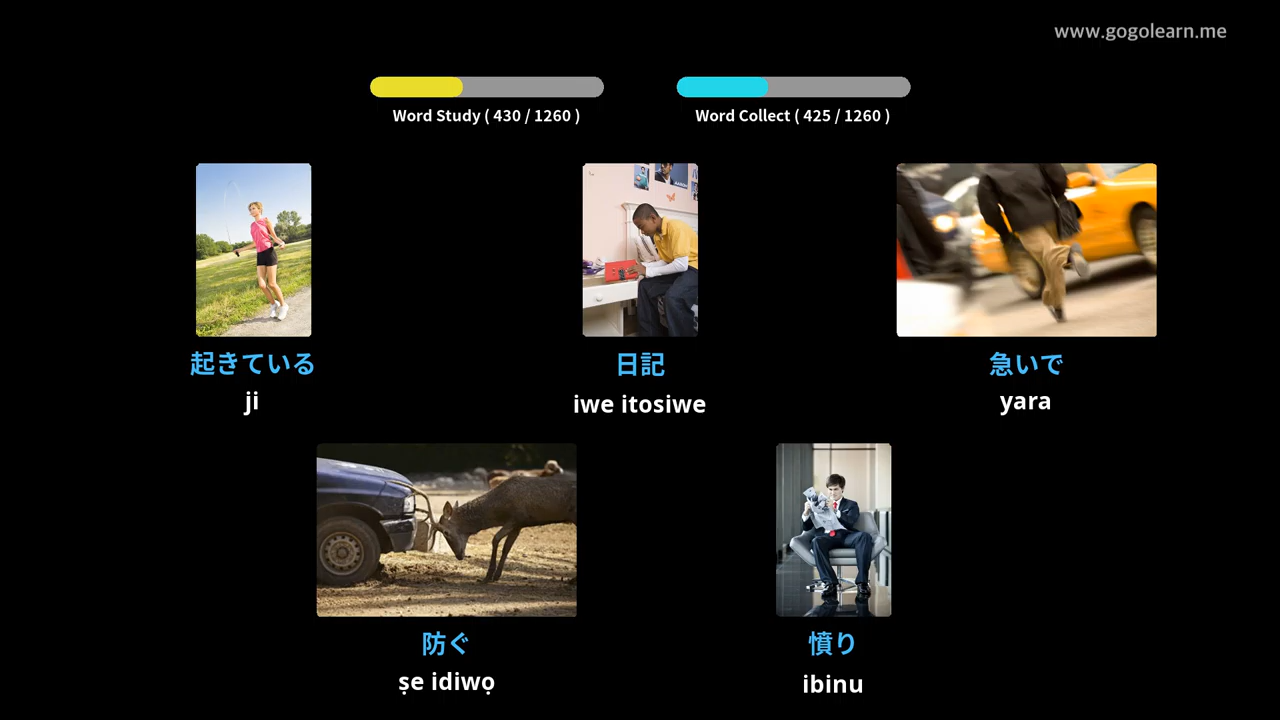 www.gogolearn.me
Word Study ( 430 / 1260 )
Word Collect ( 425 / 1260 )
起きている
ji
日記
iwe itosiwe
急いで
yara
防ぐ
ṣe idiwọ
憤り
ibinu